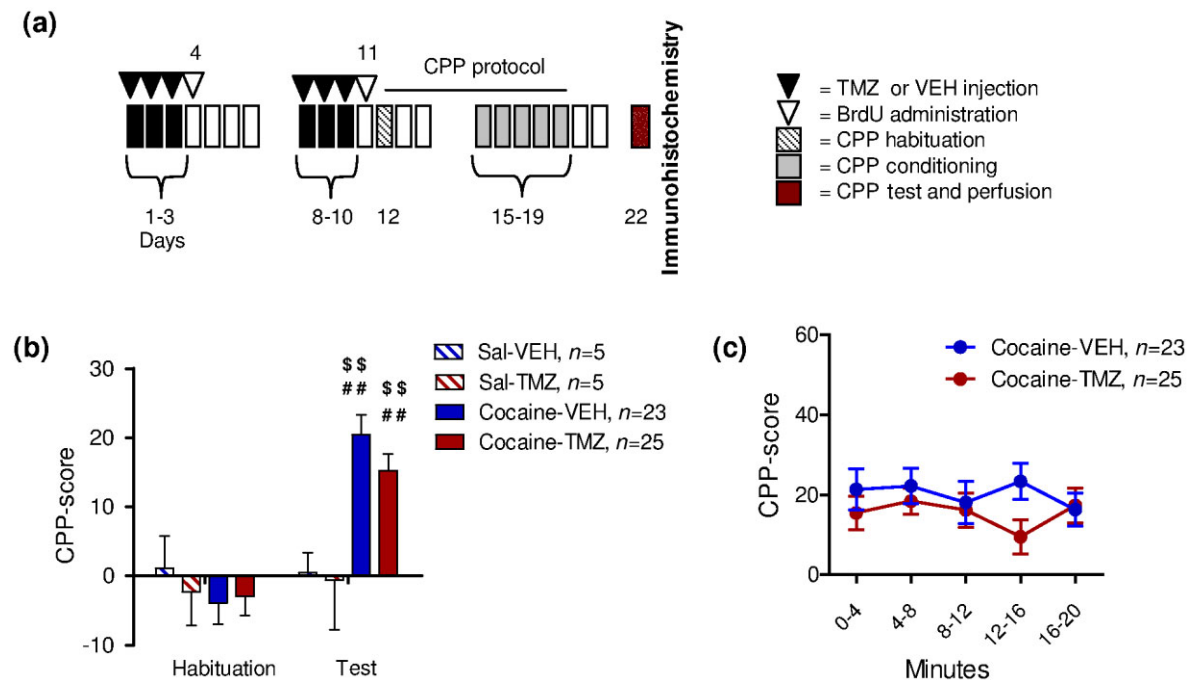 (a)
4
11
CPP protocol
1-3
Days
8-10
12
15-19
22
Immunohistochemistry
= TMZ or VEH injection
= BrdU administration
= CPP habituation
= CPP conditioning
= CPP test and perfusion
(b)
CPP-score
30
20
10
0
-10
$$
##
$$
##
Habituation
Test
Sal-VEH, n=5
Sal-TMZ, n=5
Cocaine-VEH, n=23
Cocaine-TMZ, n=25
(c)
CPP-score
60
40
20
0
Cocaine-VEH, n=23
Cocaine-TMZ, n=25
0-4
4-8
8-12
12-16
16-20
Minutes